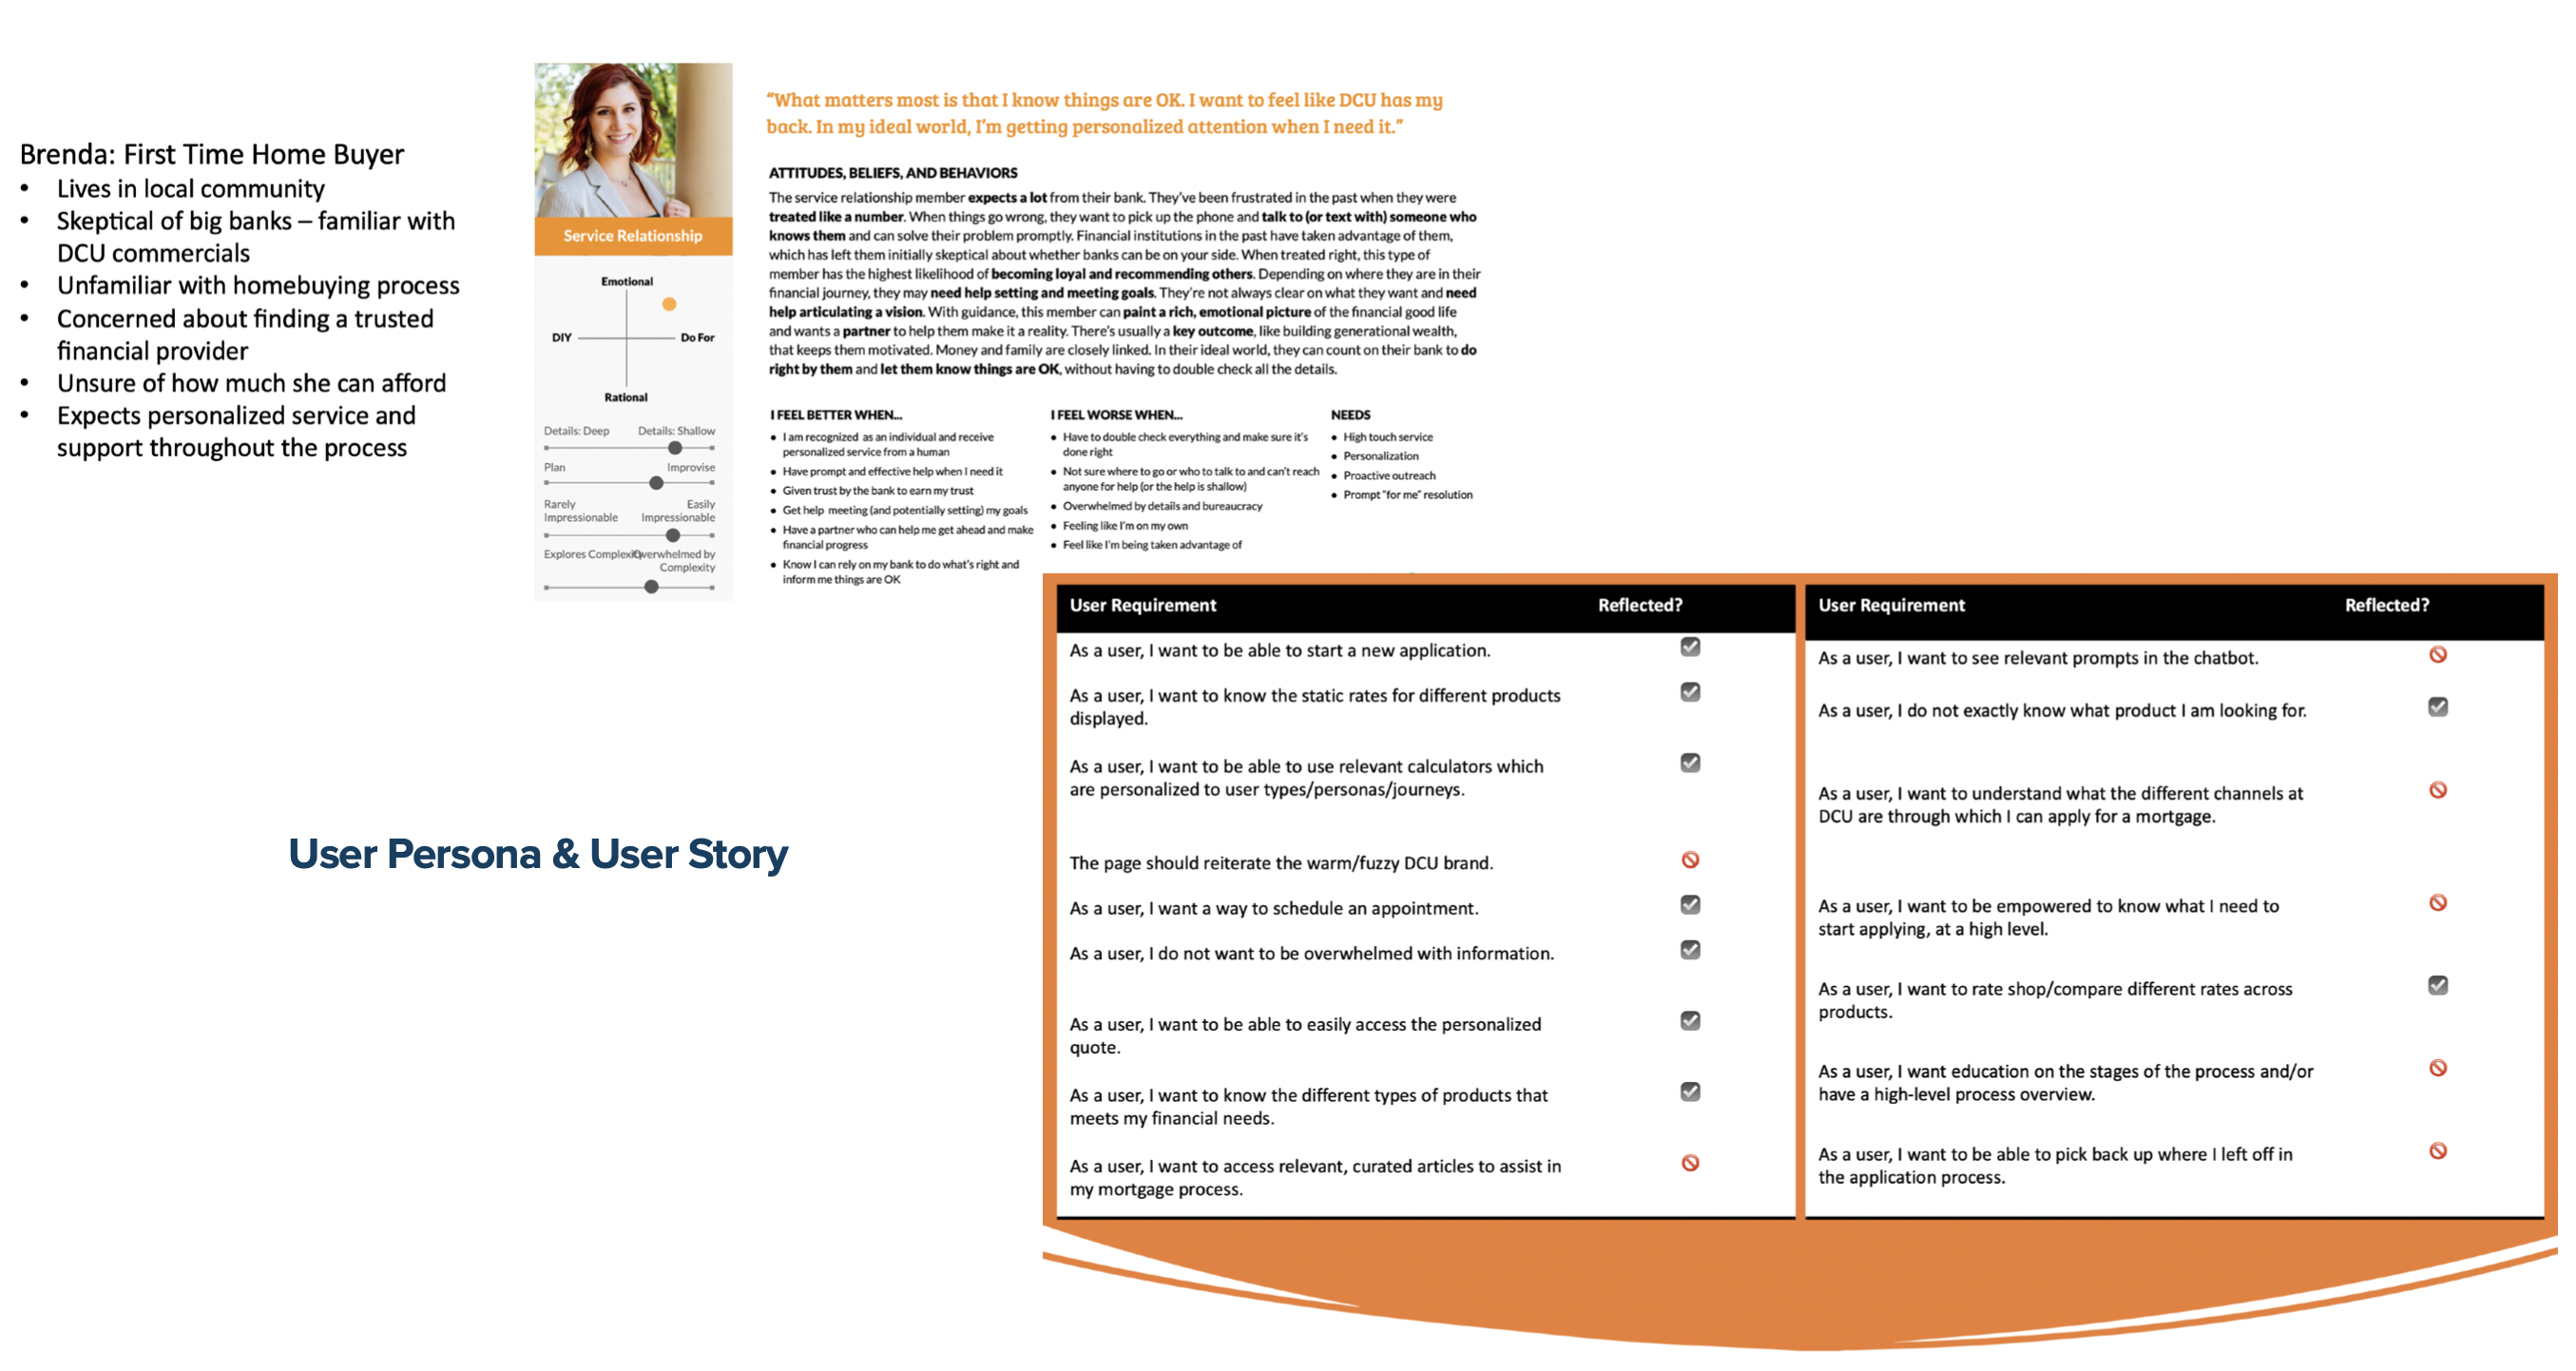 Brenda: First Time Home Buyer
• Lives in local community
• Skeptical of big banks – familiar with
DCU commercials
• Unfamiliar with homebuying process
• Concerned about finding a trusted
financial provider
• Unsure of how much she can afford
• Expects personalized service and
support throughout the process
Service Relationship
Emotional
DIY
Do For
Rational
Details: Deep
Details: Shallow
Plan
Improvise
Rarely
Impressionable
Easily
Impressionable
Explores Complexity
Overwhelmed by
Complexity
“What matters most is that I know things are OK. I want to feel like DCU has my
back. In my ideal world, I’m getting personalized attention when I need it.”
ATTITUDES, BELIEFS, AND BEHAVIORS
The service relationship member expects a lot from their bank. They’ve been frustrated in the past when they were
treated like a number. When things go wrong, they want to pick up the phone and talk to (or text with) someone who
knows them and can solve their problem promptly. Financial institutions in the past have taken advantage of them,
which has left them initially skeptical about whether banks can be on your side. When treated right, this type of
member has the highest likelihood of becoming loyal and recommending others. Depending on where they are in their
financial journey, they may need help setting and meeting goals. They’re not always clear on what they want and need
help articulating a vision. With guidance, this member can paint a rich, emotional picture of the financial good life
and wants a partner to help them make it a reality. There’s usually a key outcome, like building generational wealth,
that keeps them motivated. Money and family are closely linked. In their ideal world, they can count on their bank to do
right by them and let them know things are OK, without having to double check all the details.
I FEEL BETTER WHEN...
• I am recognized as an individual and receive
personalized service from a human
• Have prompt and effective help when I need it
• Given trust by the bank to earn my trust
• Get help meeting (and potentially setting) my goals
• Have a partner who can help me get ahead and make
financial progress
• Know I can rely on my bank to do what’s right and
inform me things are OK
I FEEL WORSE WHEN...
• Have to double check everything and make sure it’s
done right
• Not sure where to go or who to talk to and can’t reach
anyone for help (or the help is shallow)
• Overwhelmed by details and bureaucracy
• Feeling like I’m on my own
• Feel like I’m being taken advantage of
NEEDS
• High touch service
• Personalization
• Proactive outreach
• Prompt “for me” resolution
User Persona & User Story
User Requirement Reflected?
As a user, I want to be able to start a new application.
As a user, I want to know the static rates for different products
displayed.
As a user, I want to be able to use relevant calculators which
are personalized to user types/personas/journeys.
The page should reiterate the warm/fuzzy DCU brand.
As a user, I want a way to schedule an appointment.
As a user, I do not want to be overwhelmed with information.
As a user, I want to be able to easily access the personalized
quote.
As a user, I want to know the different types of products that
meets my financial needs.
As a user, I want to access relevant, curated articles to assist in
my mortgage process.
User Requirement Reflected?
As a user, I want to see relevant prompts in the chatbot.
As a user, I do not exactly know what product I am looking for.
As a user, I want to understand what the different channels at
DCU are through which I can apply for a mortgage.
As a user, I want to be empowered to know what I need to
start applying, at a high level.
As a user, I want to rate shop/compare different rates across
products.
As a user, I want education on the stages of the process and/or
have a high-level process overview.
As a user, I want to be able to pick back up where I left off in
the application process.